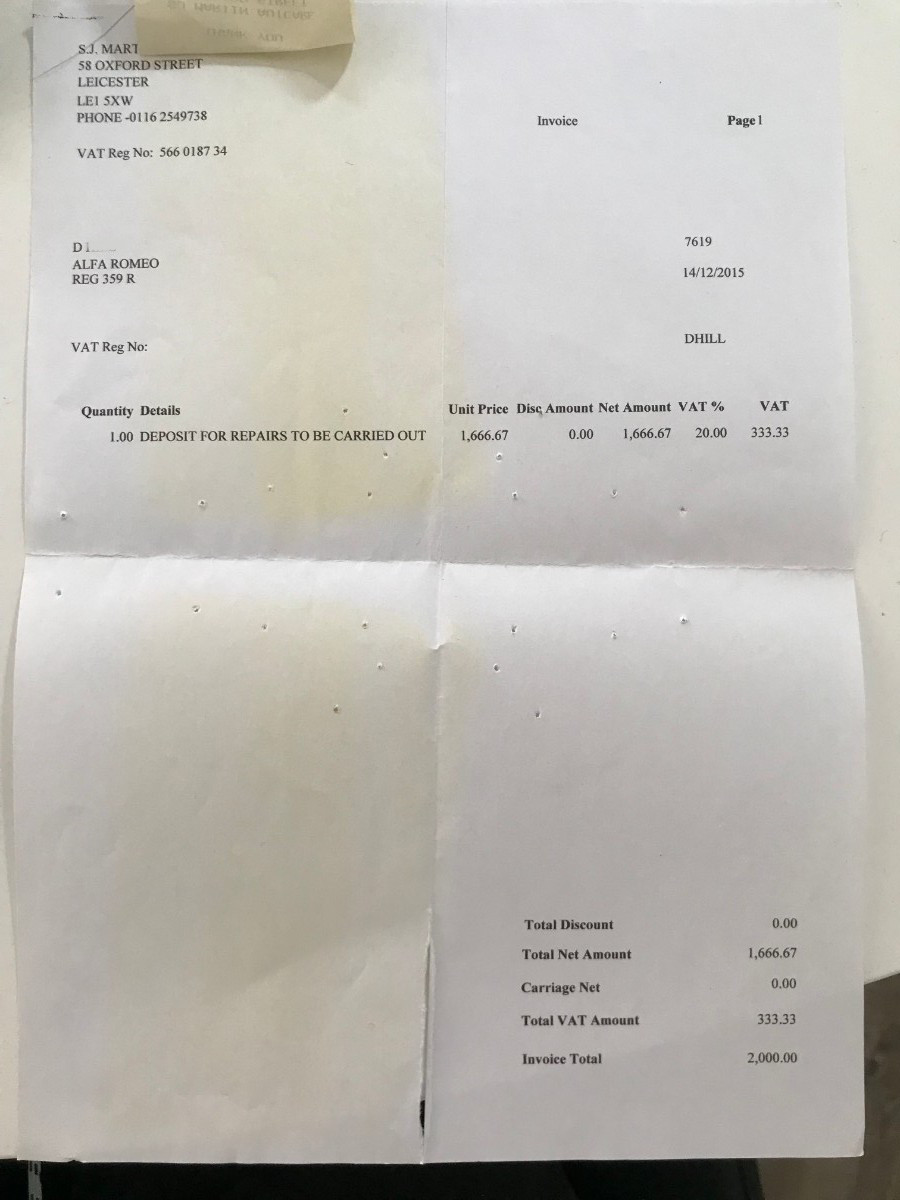 S.J. MART
58 OXFORD STREET
LEICESTER
LE1 5XW
PHONE -0116 2549738
Invoice Page 1
VAT Reg No: 566 0187 34
7619
ALFA ROMEO
REG 359 R
14/12/2015
DHILL
VAT Reg No:
Quantity Details Unit Price Disc Amount Net Amount VAT % VAT
1.00 DEPOSIT FOR REPAIRS TO BE CARRIED OUT 1,666.67 0.00 1,666.67 20.00 333.33
Total Discount 0.00
Total Net Amount 1,666.67
Carriage Net 0.00
Total VAT Amount 333.33
Invoice Total 2,000.00